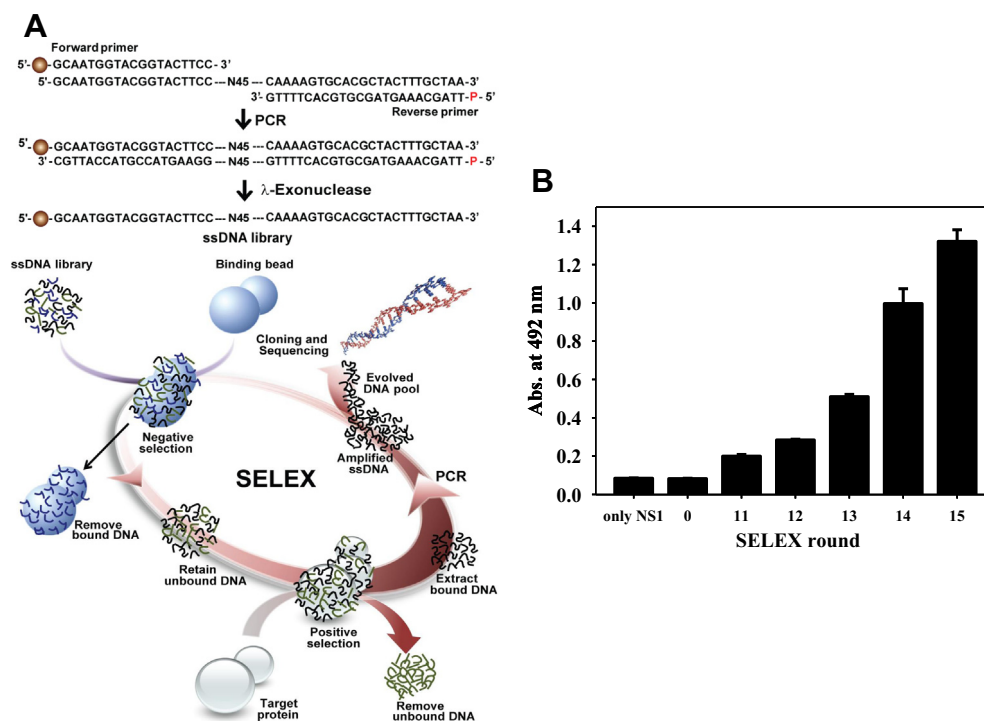 A
Forward primer
5'- -GCAATGGTACGGTACTTCC- 3'
5'-GCAATGGTACGGTACTTCC --- N45 --- CAAAAGTGCACGCTACTTTGCTAA-3'
3'-GTTTTCACGTGCGATGAAACGATT-P-5'
Reverse primer
PCR
5'- -GCAATGGTACGGTACTTCC --- N45 --- CAAAAGTGCACGCTACTTTGCTAA-3'
3'-CGTTACCATGCCATGAAGG --- N45 --- GTTTTCACGTGCGATGAAACGATT-P-5'
λ-Exonuclease
5'- -GCAATGGTACGGTACTTCC --- N45 --- CAAAAGTGCACGCTACTTTGCTAA-3'
ssDNA library
ssDNA library
Binding bead
Cloning and
Sequencing
Evolved
DNA pool
Negative
selection
Amplified
ssDNA
SELEX
PCR
Remove
bound DNA
Retain
unbound DNA
Extract
bound DNA
Positive
selection
Target
protein
Remove
unbound DNA
B
Abs. at 492 nm
1.4
1.2
1.0
0.8
0.6
0.4
0.2
0.0
only NS1 0 11 12 13 14 15
SELEX round